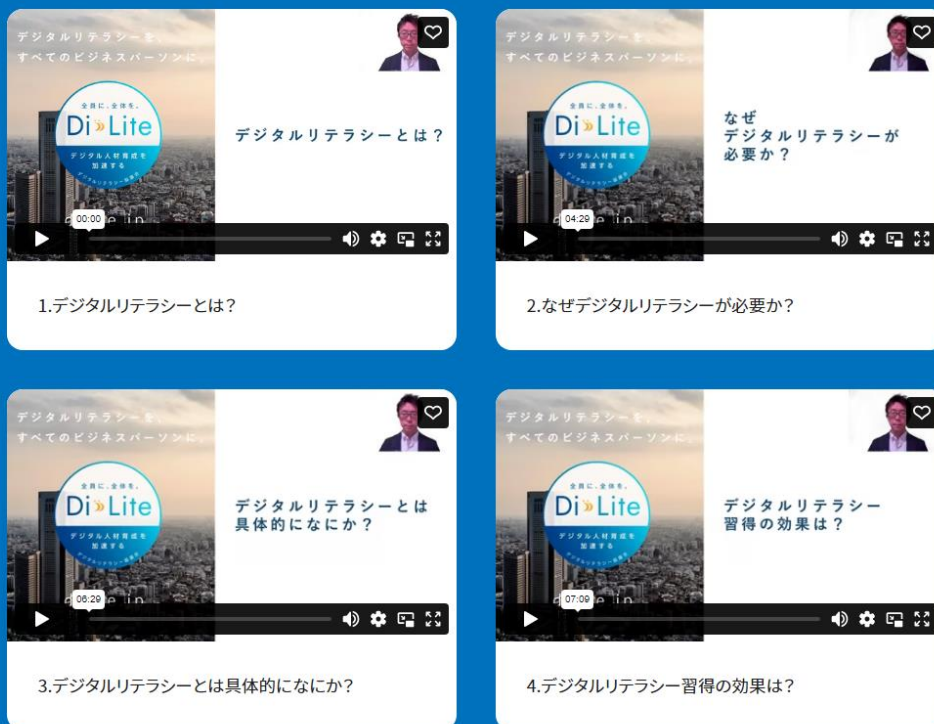 デジタルリテラシーを、
すべてのビジネスパーソンに。
全員に、全体を。
Di Lite
デジタル人材育成を
加速する
デジタルリテラシーとは?
00:00
1.デジタルリテラシーとは?
デジタルリテラシーを、
すべてのビジネスパーソンに。
全員に、全体を。
Di Lite
デジタル人材育成を
加速する
なぜ
デジタルリテラシーが
必要か?
04:29
2.なぜデジタルリテラシーが必要か?
デジタルリテラシーを、
すべてのビジネスパーソンに。
全員に、全体を。
Di Lite
デジタル人材育成を
加速する
デジタルリテラシーとは
具体的になにか?
06:29
3.デジタルリテラシーとは具体的になにか?
デジタルリテラシーを、
すべてのビジネスパーソンに。
全員に、全体を。
Di Lite
デジタル人材育成を
加速する
デジタルリテラシー
習得の効果は?
07:09
4.デジタルリテラシー習得の効果は?